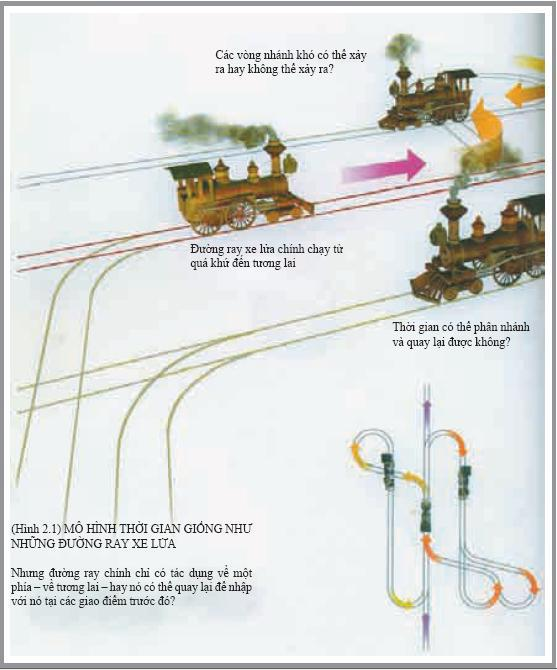 Các vòng nhánh khó có thể xảy
ra hay không thể xảy ra?
Đường ray xe lửa chính chạy từ
quá khứ đến tương lai
Thời gian có thể phân nhánh
và quay lại được không?
(Hình 2.1) MÔ HÌNH THỜI GIAN GIỐNG NHƯ
NHỮNG ĐƯỜNG RAY XE LỬA
Nhưng đường ray chính chỉ có tác dụng về một
phía – về tương lai – hay nó có thể quay lại để nhập
với nó tại các giao điểm trước đó?